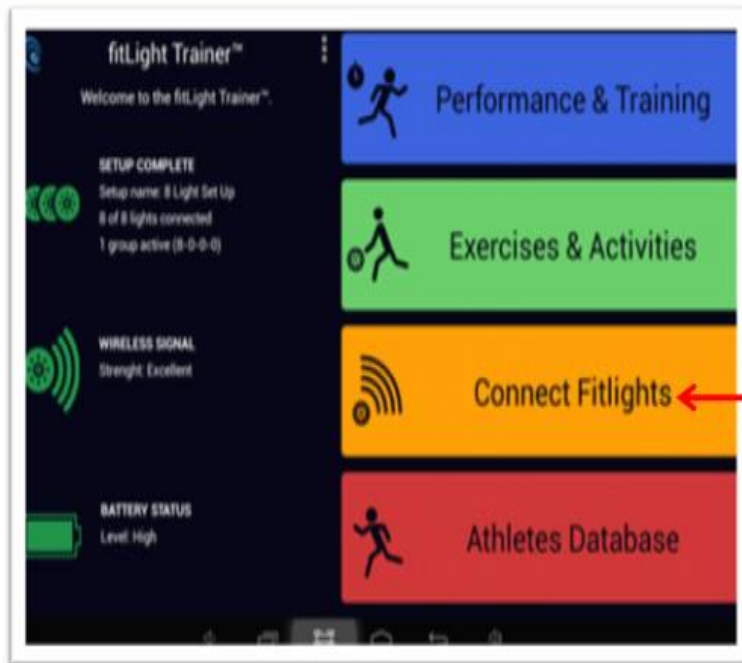 fitLight Trainer™
Welcome to the fitLight Trainer™.
SETUP COMPLETE
Setup name: 8 Light Set Up
8 of 8 lights connected
1 group active (8-0-0-0)
WIRELESS SIGNAL
Strenght: Excellent
BATTERY STATUS
Level: High
Performance & Training
Exercises & Activities
Connect Fitlights
Athletes Database